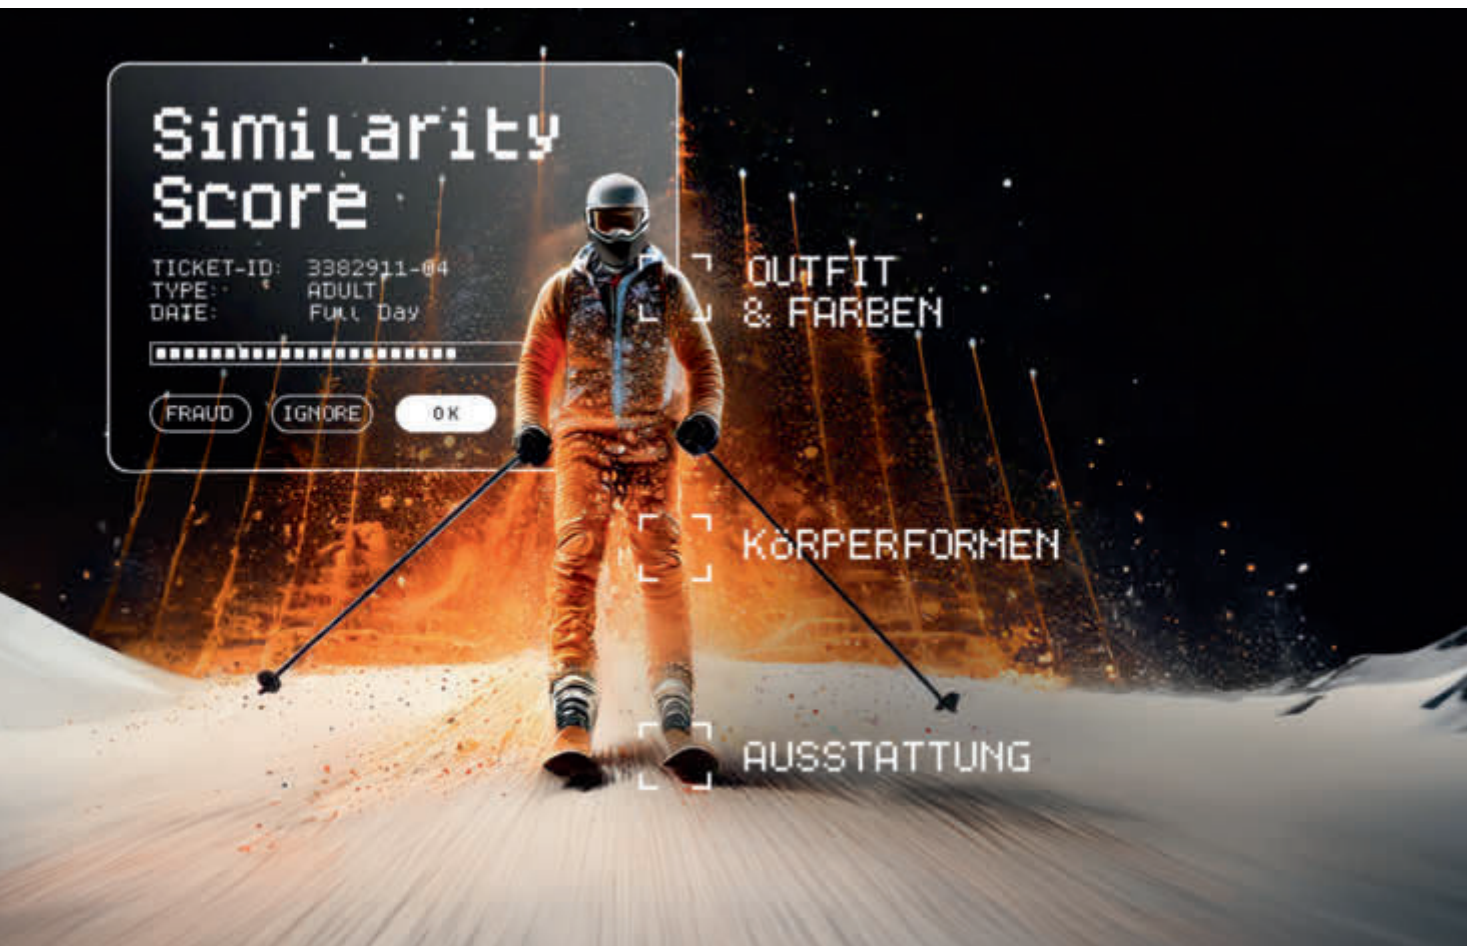 Similarity
Score
TICKET-ID: 3382911-04
TYPE: ADULT
DATE: Full Day
FRAUD IGNORE OK
OUTFIT
& FARBEN
KÖRPERFORMEN
AUSSTATTUNG